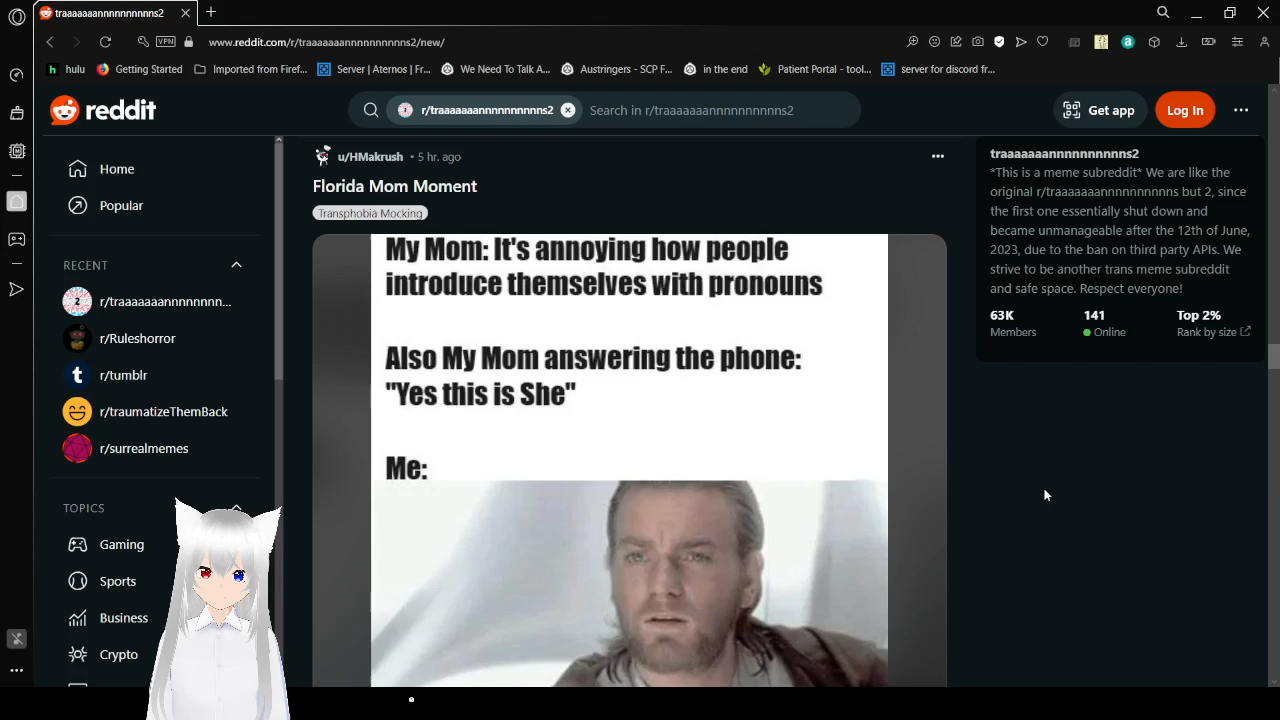 traaaaaaannnnnnnnnns2
VPN
www.reddit.com/r/traaaaaaannnnnnnnnns2/new/
hulu
Getting Started
Imported from Firef...
Server | Aternos | Fr...
We Need To Talk A...
Austringers - SCP F...
in the end
Patient Portal - tool...
server for discord fr...
reddit
r/traaaaaaannnnnnnnnns2
Search in r/traaaaaaannnnnnnnnns2
Get app
Log In
Home
Popular
RECENT
r/traaaaaaannnnnnn...
r/Ruleshorror
r/tumblr
r/traumatizeThemBack
r/surrealmemes
TOPICS
Gaming
Sports
Business
Crypto
u/HMakrush • 5 hr. ago
Florida Mom Moment
Transphobia Mocking
My Mom: It's annoying how people
introduce themselves with pronouns
Also My Mom answering the phone:
"Yes this is She"
Me:
traaaaaaannnnnnnnnns2
*This is a meme subreddit* We are like the
original r/traaaaaaannnnnnnnnns but 2, since
the first one essentially shut down and
became unmanageable after the 12th of June,
2023, due to the ban on third party APIs. We
strive to be another trans meme subreddit
and safe space. Respect everyone!
63K
Members
141
Online
Top 2%
Rank by size